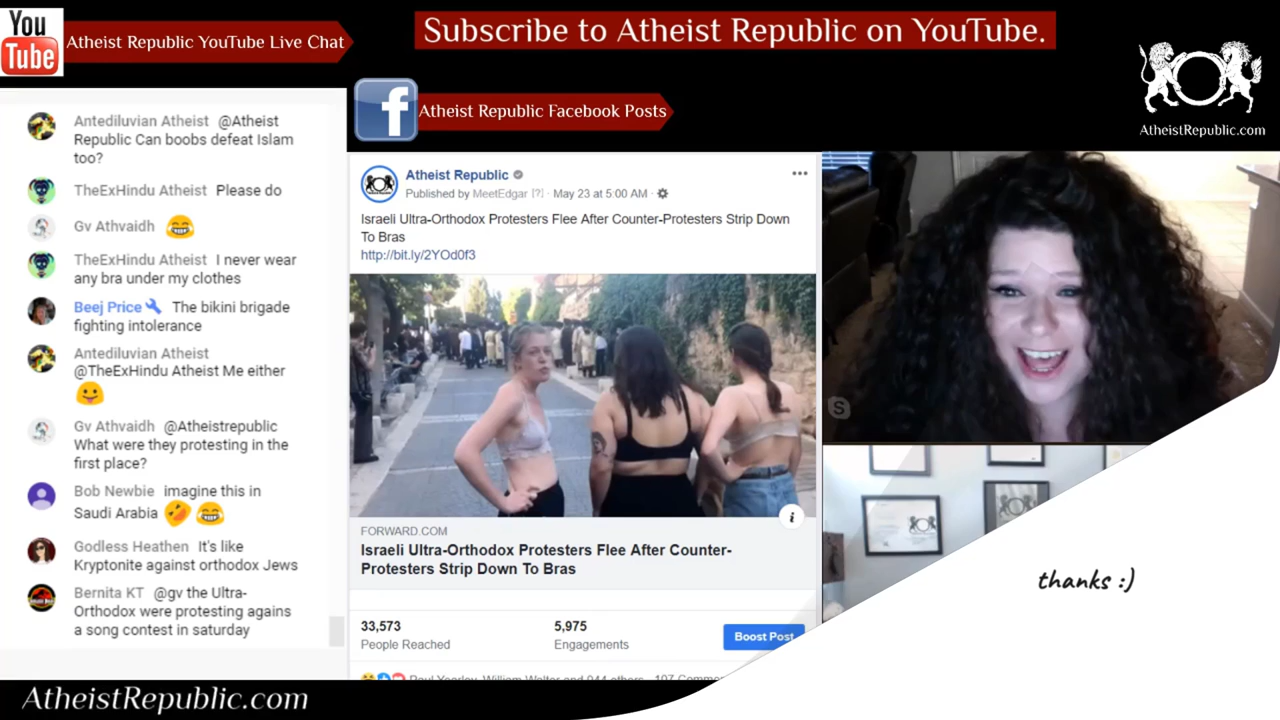 You
Tube
Atheist Republic YouTube Live Chat
Subscribe to Atheist Republic on YouTube.
AtheistRepublic.com
f
Atheist Republic Facebook Posts
Antediluvian Atheist @Atheist
Republic Can boobs defeat Islam
too?
TheExHindu Atheist Please do
Gv Athvaidh 😂
TheExHindu Atheist I never wear
any bra under my clothes
Beej Price The bikini brigade
fighting intolerance
Antediluvian Atheist
@TheExHindu Atheist Me either
😛
Gv Athvaidh @Atheistrepublic
What were they protesting in the
first place?
Bob Newbie imagine this in
Saudi Arabia 🤣 😂
Godless Heathen It's like
Kryptonite against orthodox Jews
Bernita KT @gv the Ultra-
Orthodox were protesting agains
a song contest in saturday
Atheist Republic
Published by MeetEdgar [?] · May 23 at 5:00 AM ·
Israeli Ultra-Orthodox Protesters Flee After Counter-Protesters Strip Down
To Bras
http://bit.ly/2YOd0f3
FORWARD.COM
Israeli Ultra-Orthodox Protesters Flee After Counter-
Protesters Strip Down To Bras
33,573
People Reached
5,975
Engagements
Boost Post
thanks :)
AtheistRepublic.com